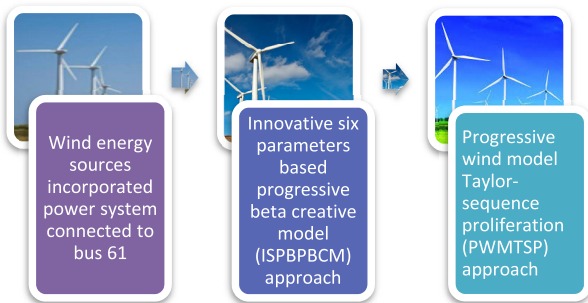 Wind energy
sources
incorporated
power system
connected to
bus 61
Innovative six
parameters
based
progressive
beta creative
model
(ISPBPBCM)
approach
Progressive
wind model
Taylor-
sequence
proliferation
(PWMTSP)
approach